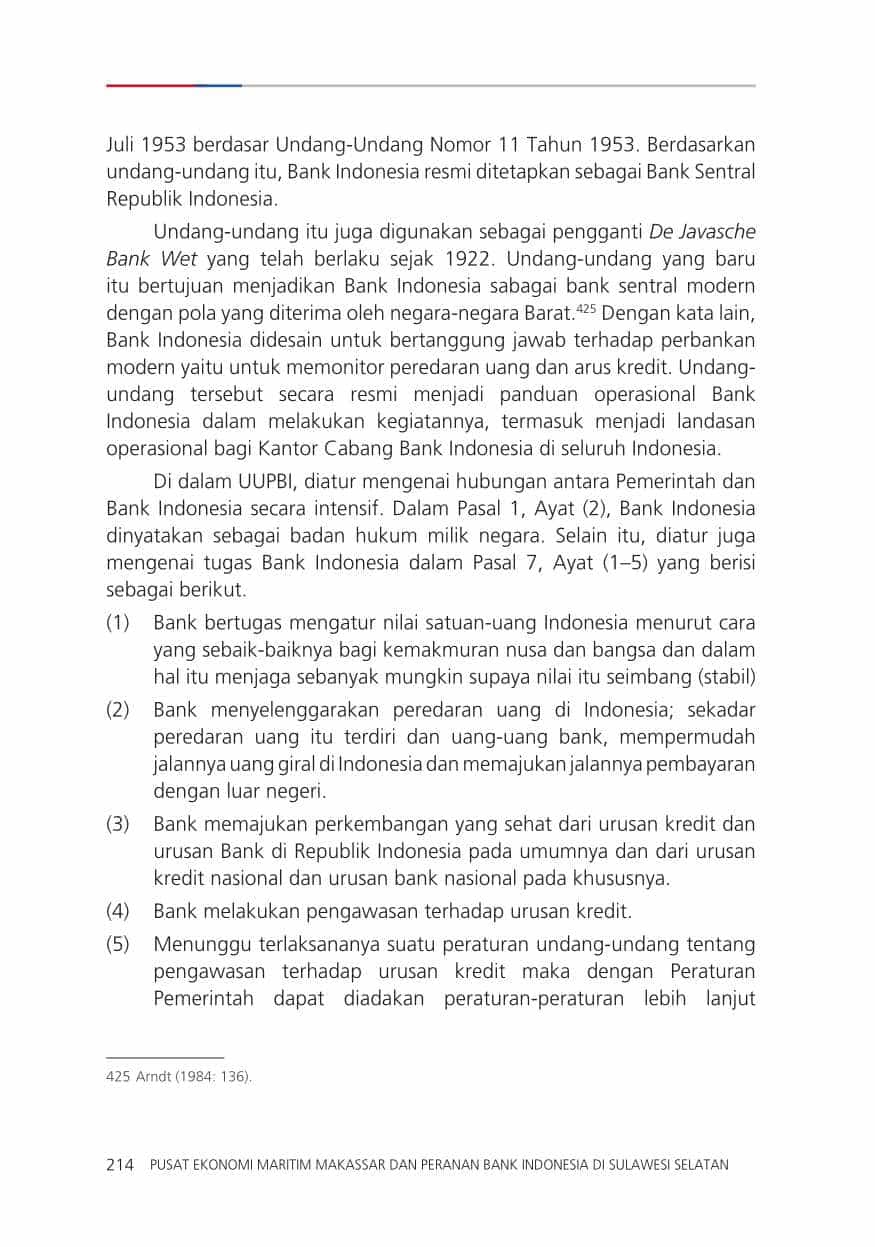 Juli 1953 berdasar Undang-Undang Nomor 11 Tahun 1953. Berdasarkan
undang-undang itu, Bank Indonesia resmi ditetapkan sebagai Bank Sentral
Republik Indonesia.
Undang-undang itu juga digunakan sebagai pengganti De Javasche
Bank Wet yang telah berlaku sejak 1922. Undang-undang yang baru
itu bertujuan menjadikan Bank Indonesia sabagai bank sentral modern
dengan pola yang diterima oleh negara-negara Barat.425 Dengan kata lain,
Bank Indonesia didesain untuk bertanggung jawab terhadap perbankan
modern yaitu untuk memonitor peredaran uang dan arus kredit. Undang-
undang tersebut secara resmi menjadi panduan operasional Bank
Indonesia dalam melakukan kegiatannya, termasuk menjadi landasan
operasional bagi Kantor Cabang Bank Indonesia di seluruh Indonesia.
Di dalam UUPBI, diatur mengenai hubungan antara Pemerintah dan
Bank Indonesia secara intensif. Dalam Pasal 1, Ayat (2), Bank Indonesia
dinyatakan sebagai badan hukum milik negara. Selain itu, diatur juga
mengenai tugas Bank Indonesia dalam Pasal 7, Ayat (1–5) yang berisi
sebagai berikut.
(1) Bank bertugas mengatur nilai satuan-uang Indonesia menurut cara
yang sebaik-baiknya bagi kemakmuran nusa dan bangsa dan dalam
hal itu menjaga sebanyak mungkin supaya nilai itu seimbang (stabil)
(2) Bank menyelenggarakan peredaran uang di Indonesia; sekadar
peredaran uang itu terdiri dan uang-uang bank, mempermudah
jalannya uang giral di Indonesia dan memajukan jalannya pembayaran
dengan luar negeri.
(3) Bank memajukan perkembangan yang sehat dari urusan kredit dan
urusan Bank di Republik Indonesia pada umumnya dan dari urusan
kredit nasional dan urusan bank nasional pada khususnya.
(4) Bank melakukan pengawasan terhadap urusan kredit.
(5) Menunggu terlaksananya suatu peraturan undang-undang tentang
pengawasan terhadap urusan kredit maka dengan Peraturan
Pemerintah dapat diadakan peraturan-peraturan lebih lanjut
425 Arndt (1984: 136).
214 PUSAT EKONOMI MARITIM MAKASSAR DAN PERANAN BANK INDONESIA DI SULAWESI SELATAN